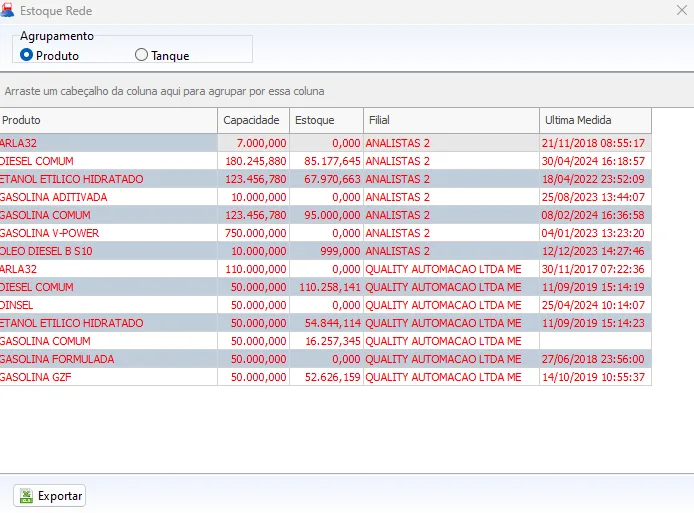 Estoque Rede
Agrupamento
Produto Tanque
Arraste um cabeçalho da coluna aqui para agrupar por essa coluna
Produto Capacidade Estoque Filial Ultima Medida
ARLA32 7.000,000 0,000 ANALISTAS 2 21/11/2018 08:55:17
DIESEL COMUM 180.245,880 85.177,645 ANALISTAS 2 30/04/2024 16:18:57
ETANOL ETILICO HIDRATADO 123.456,780 67.970,663 ANALISTAS 2 18/04/2022 23:52:09
GASOLINA ADITIVADA 10.000,000 0,000 ANALISTAS 2 25/08/2023 13:44:07
GASOLINA COMUM 123.456,780 95.000,000 ANALISTAS 2 08/02/2024 16:36:58
GASOLINA V-POWER 750.000,000 0,000 ANALISTAS 2 04/01/2023 13:23:20
OLEO DIESEL B S10 10.000,000 999,000 ANALISTAS 2 12/12/2023 14:27:46
ARLA32 110.000,000 0,000 QUALITY AUTOMACAO LTDA ME 30/11/2017 07:22:36
DIESEL COMUM 50.000,000 110.258,141 QUALITY AUTOMACAO LTDA ME 11/09/2019 15:14:19
DINSEL 50.000,000 0,000 QUALITY AUTOMACAO LTDA ME 25/04/2024 10:14:07
ETANOL ETILICO HIDRATADO 50.000,000 54.844,114 QUALITY AUTOMACAO LTDA ME 11/09/2019 15:14:23
GASOLINA COMUM 50.000,000 16.257,345 QUALITY AUTOMACAO LTDA ME
GASOLINA FORMULADA 50.000,000 0,000 QUALITY AUTOMACAO LTDA ME 27/06/2018 23:56:00
GASOLINA GZF 50.000,000 52.626,159 QUALITY AUTOMACAO LTDA ME 14/10/2019 10:55:37
Exportar